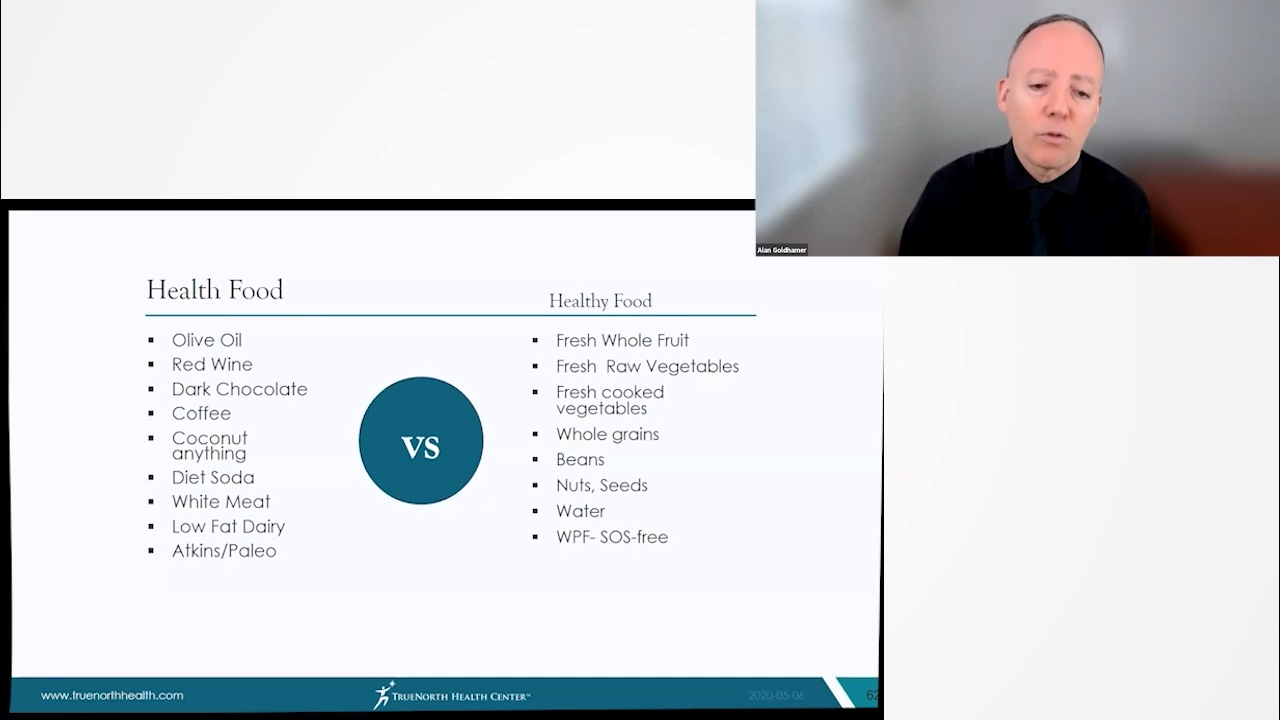 Alan Goldhamer
Health Food
Olive Oil
Red Wine
Dark Chocolate
Coffee
Coconut
anything
Diet Soda
White Meat
Low Fat Dairy
Atkins/Paleo
vs
Healthy Food
Fresh Whole Fruit
Fresh Raw Vegetables
Fresh cooked
vegetables
Whole grains
Beans
Nuts, Seeds
Water
WPF- SOS-free
www.truenorthhealth.com
TRUENORTH HEALTH CENTER™
2020-05-06